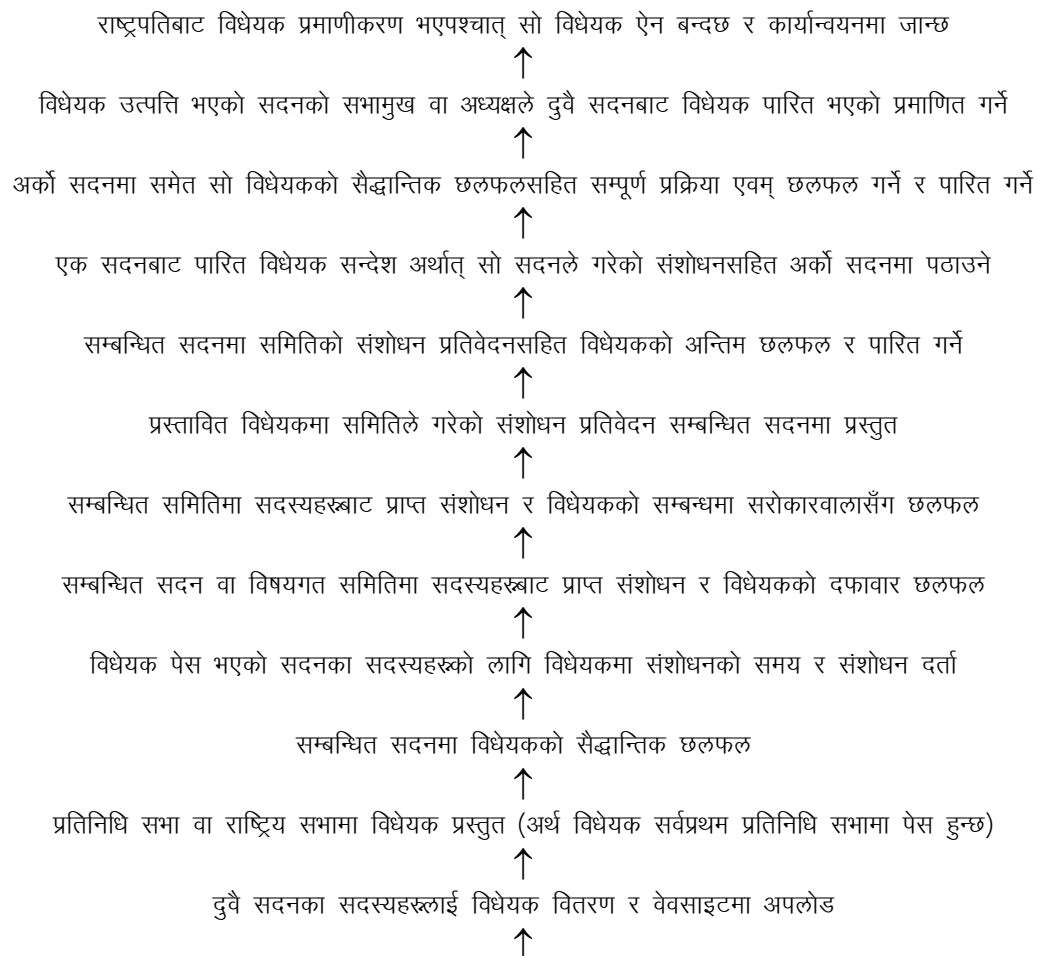 राष्ट्रपतिबाट विधेयक प्रमाणीकरण भएपश्चात् सो विधेयक ऐन बन्दछ र कार्यान्वयनमा जान्छ
↑
विधेयक उत्पत्ति भएको सदनको सभामुख वा अध्यक्षले दुवै सदनबाट विधेयक पारित भएको प्रमाणित गर्ने
↑
अर्को सदनमा समेत सो विधेयकको सैद्धान्तिक छलफलसहित सम्पूर्ण प्रक्रिया एवम् छलफल गर्ने र पारित गर्ने
↑
एक सदनबाट पारित विधेयक सन्देश अर्थात् सो सदनले गरेको संशोधनसहित अर्को सदनमा पठाउने
↑
सम्बन्धित सदनमा समितिको संशोधन प्रतिवेदनसहित विधेयकको अन्तिम छलफल र पारित गर्ने
↑
प्रस्तावित विधेयकमा समितिले गरेको संशोधन प्रतिवेदन सम्बन्धित सदनमा प्रस्तुत
↑
सम्बन्धित समितिमा सदस्यहरूबाट प्राप्त संशोधन र विधेयकको सम्बन्धमा सरोकारवालासँग छलफल
↑
सम्बन्धित सदन वा विषयगत समितिमा सदस्यहरूबाट प्राप्त संशोधन र विधेयकको दफावार छलफल
↑
विधेयक पेस भएको सदनका सदस्यहरूको लागि विधेयकमा संशोधनको समय र संशोधन दर्ता
↑
सम्बन्धित सदनमा विधेयकको सैद्धान्तिक छलफल
↑
प्रतिनिधि सभा वा राष्ट्रिय सभामा विधेयक प्रस्तुत (अर्थ विधेयक सर्वप्रथम प्रतिनिधि सभामा पेस हुन्छ)
↑
दुवै सदनका सदस्यहरूलाई विधेयक वितरण र वेवसाइटमा अपलोड
↑